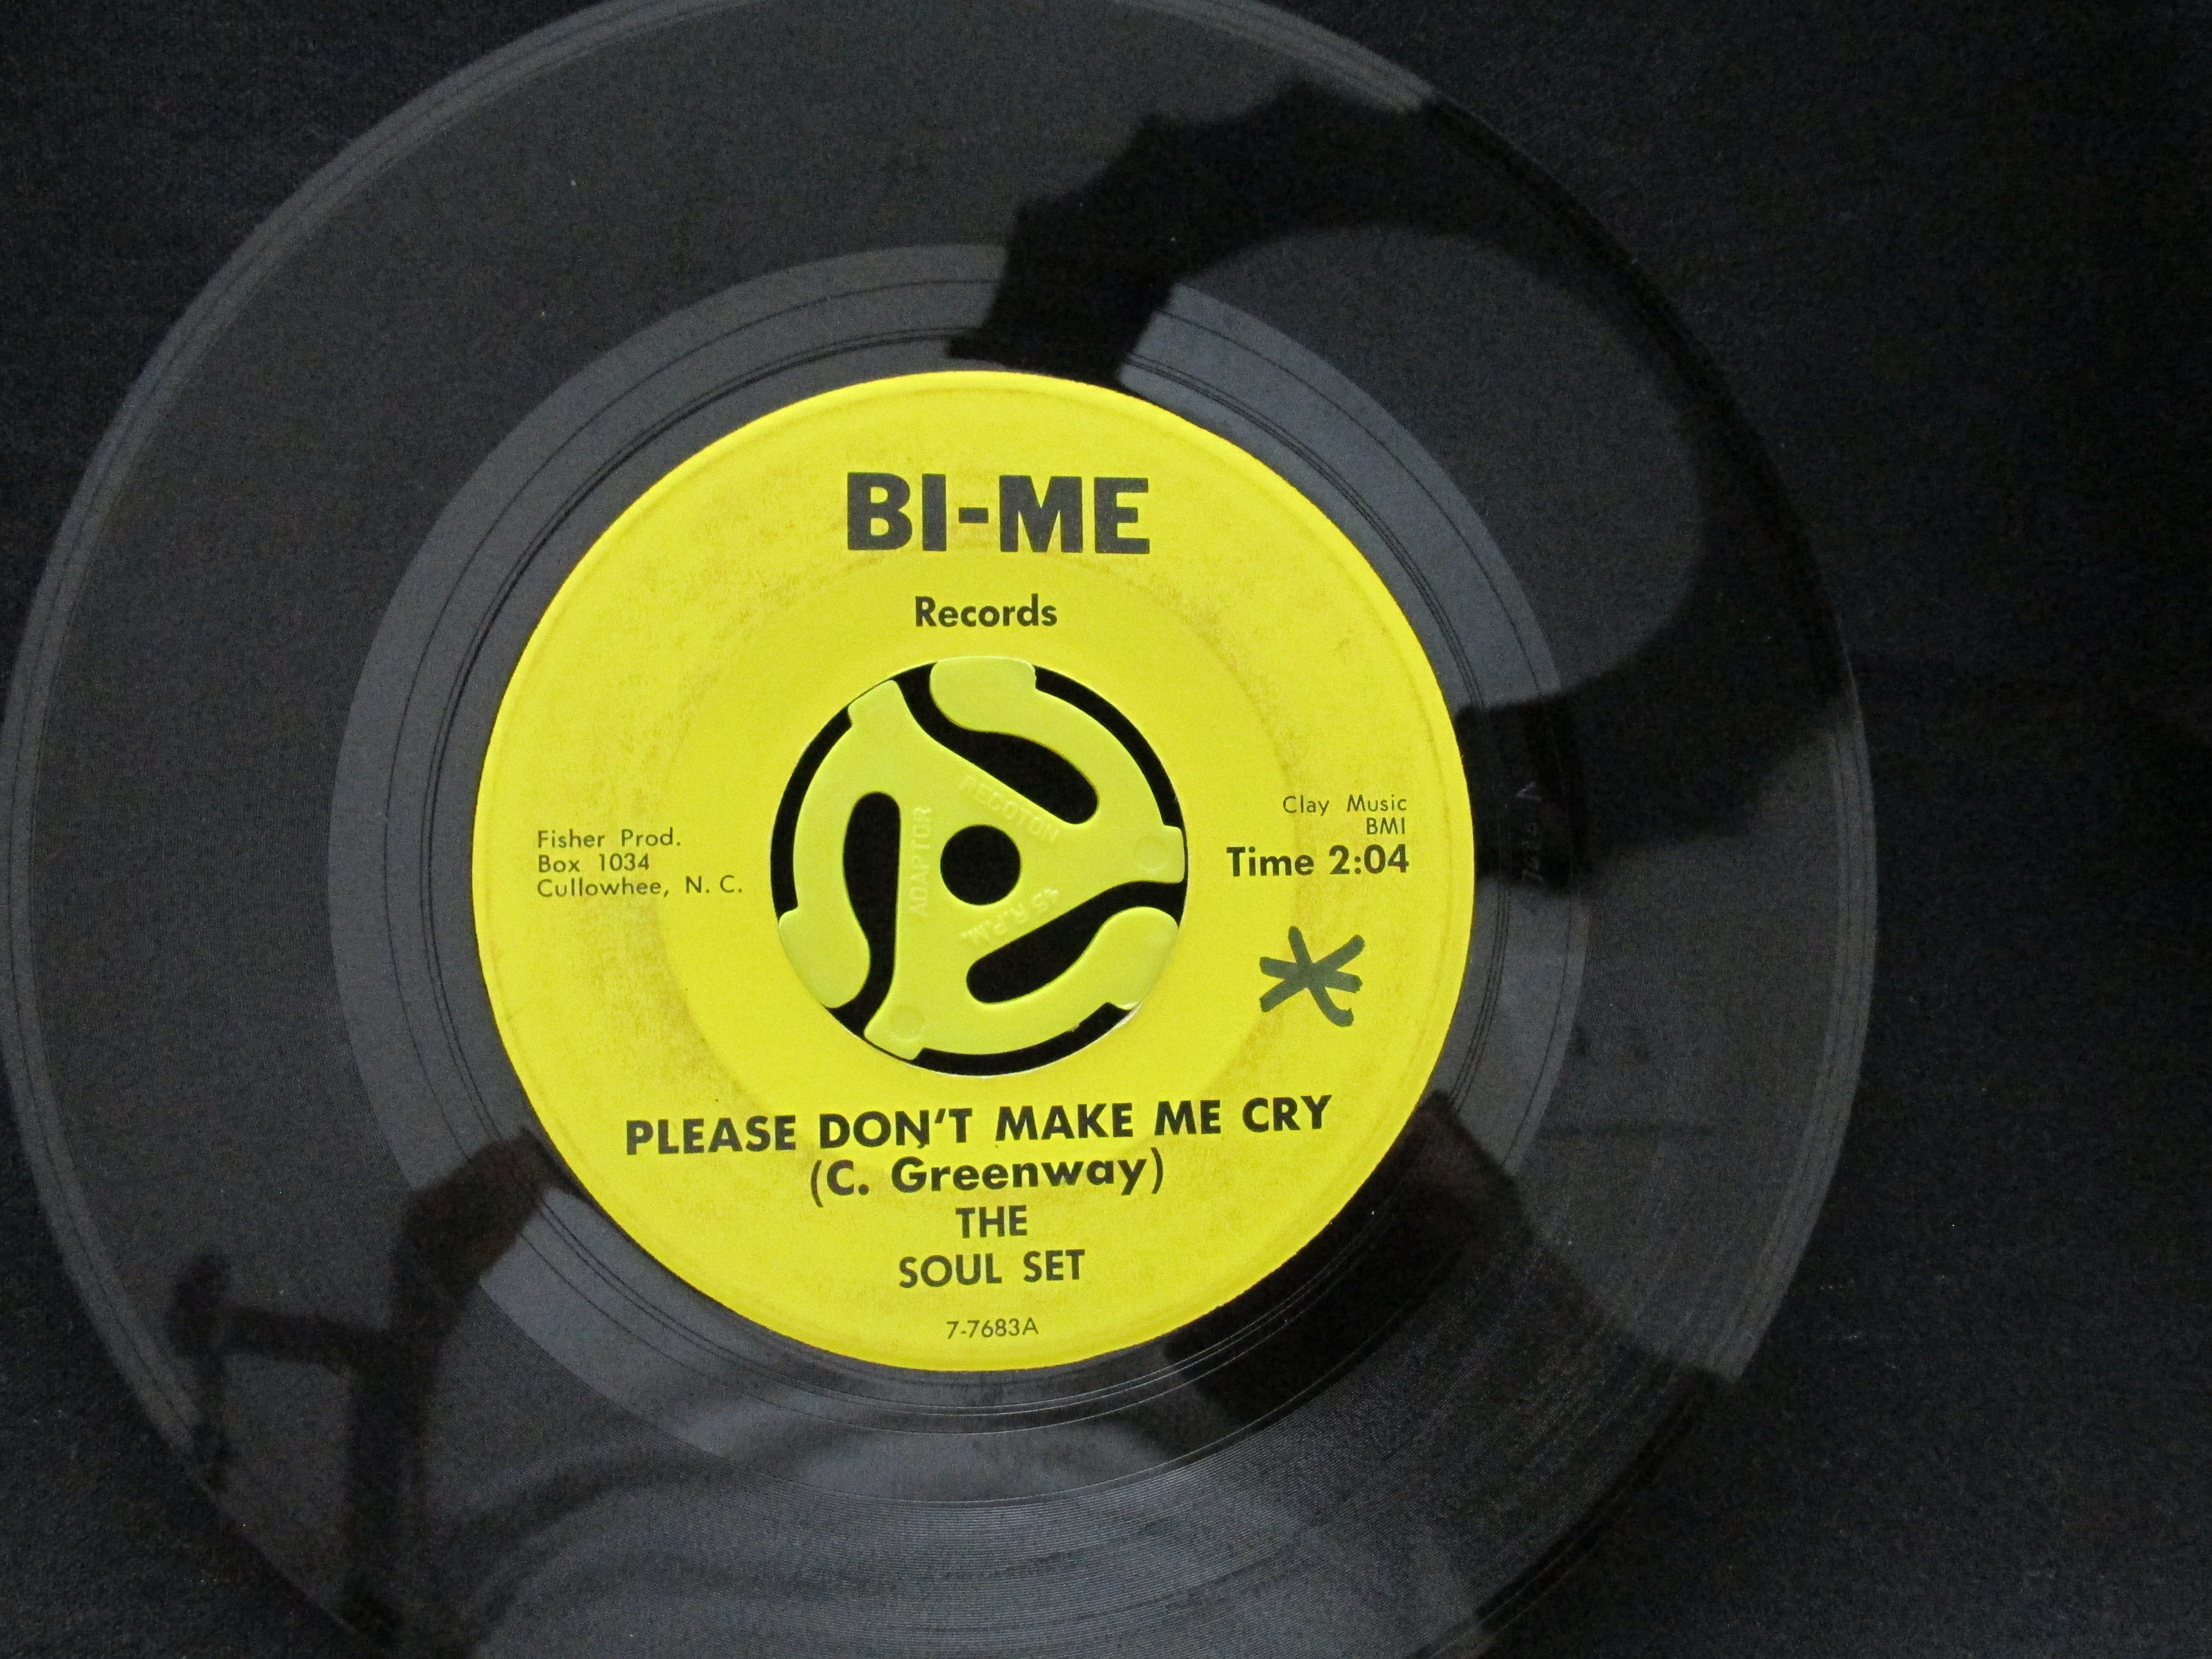 BI-ME
Records
Fisher Prod.
Box 1034
Cullowhee, N. C.
RECOTON
ADAPTOR
45 R.P.M.
Clay Music
BMI
Time 2:04
PLEASE DON'T MAKE ME CRY
(C. Greenway)
THE
SOUL SET
7-7683A